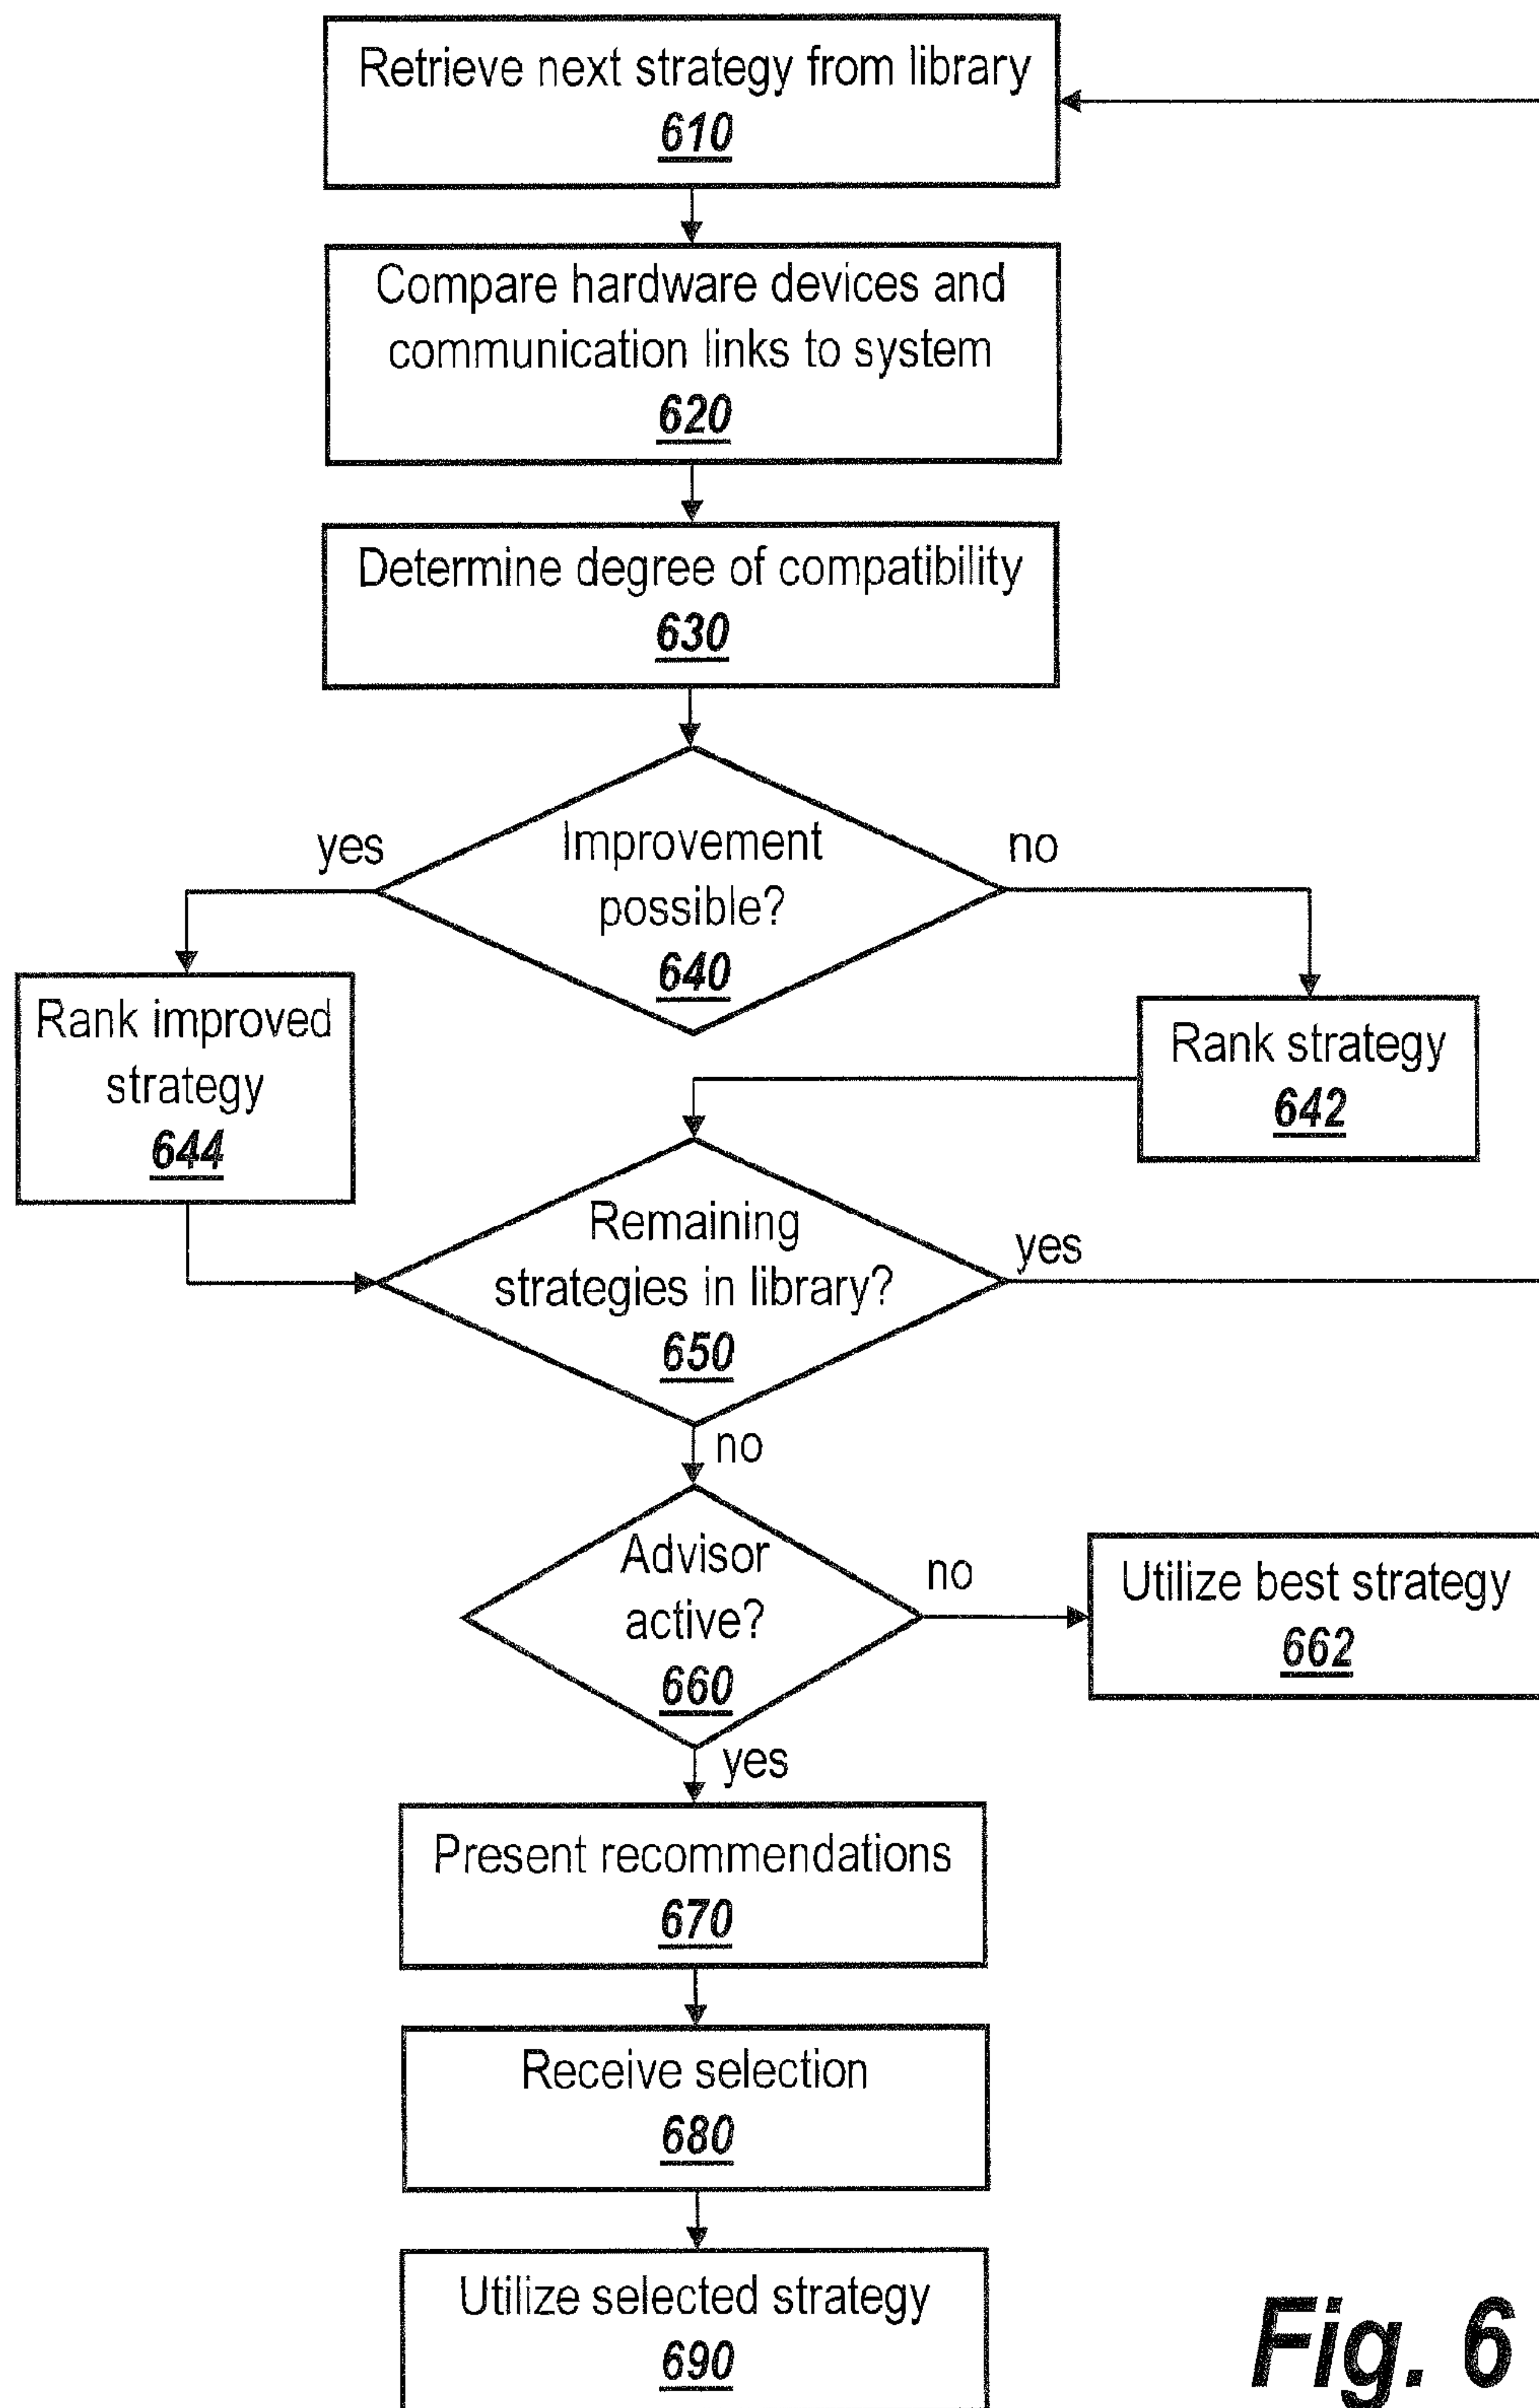 Retrieve next strategy from library
610
Compare hardware devices and
communication links to system
620
Determine degree of compatibility
630
Improvement
possible?
640
yes
no
Rank improved
strategy
644
Rank strategy
642
Remaining
strategies in library?
650
yes
no
Advisor
active?
660
no
Utilize best strategy
662
yes
Present recommendations
670
Receive selection
680
Utilize selected strategy
690
Fig. 6